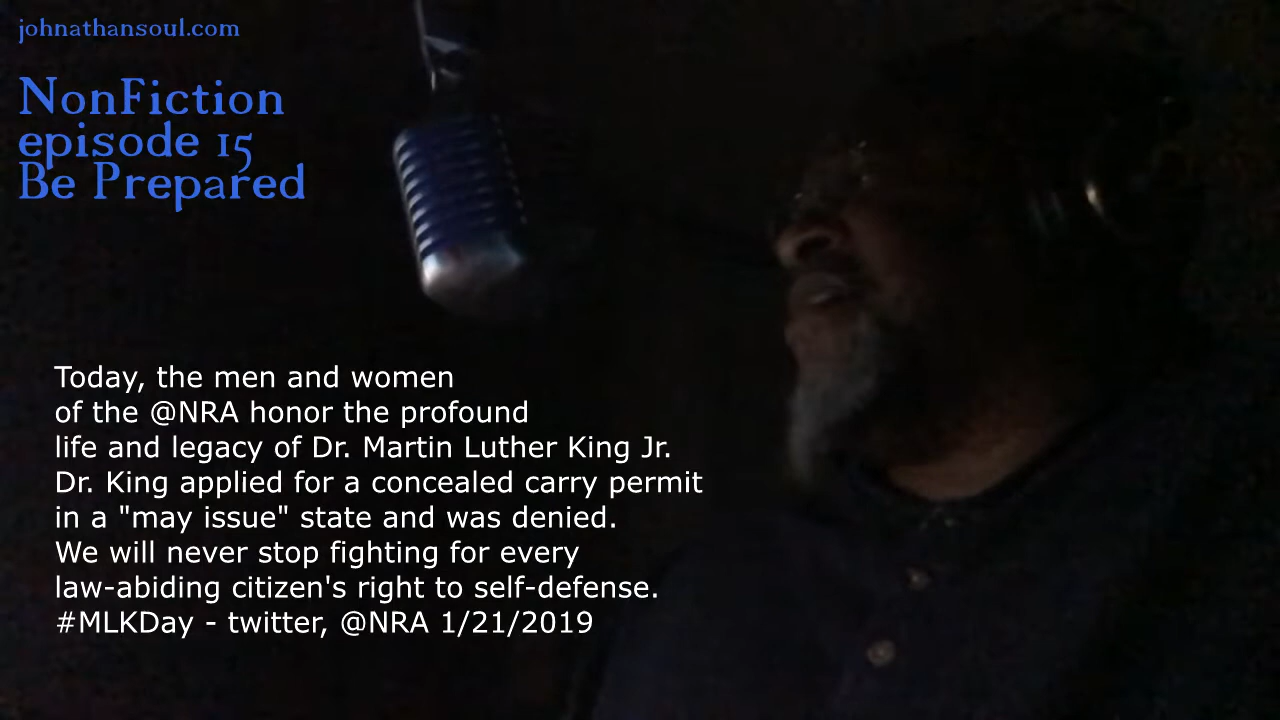 johnathansoul.com
NonFiction
episode 15
Be Prepared
Today, the men and women
of the @NRA honor the profound
life and legacy of Dr. Martin Luther King Jr.
Dr. King applied for a concealed carry permit
in a "may issue" state and was denied.
We will never stop fighting for every
law-abiding citizen's right to self-defense.
#MLKDay - twitter, @NRA 1/21/2019